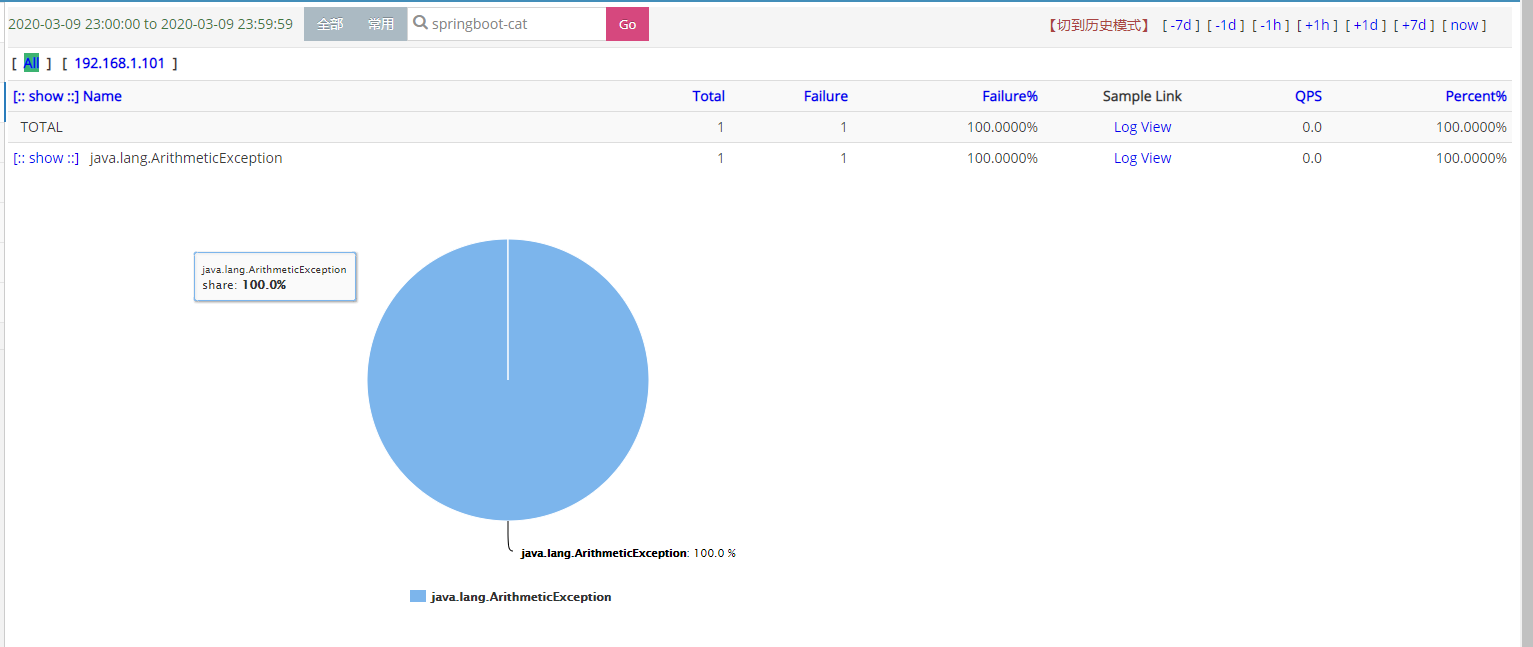 2020-03-09 23:00:00 to 2020-03-09 23:59:59 全部 常用 springboot-cat Go 【切到历史模式】 [ -7d ] [ -1d ] [ -1h ] [ +1h ] [ +1d ] [ +7d ] [ now ]
[ All ] [ 192.168.1.101 ]
[:: show ::] Name Total Failure Failure% Sample Link QPS Percent%
TOTAL 1 1 100.0000% Log View 0.0 100.0000%
[:: show ::] java.lang.ArithmeticException 1 1 100.0000% Log View 0.0 100.0000%
java.lang.ArithmeticException
share: 100.0%
java.lang.ArithmeticException: 100.0 %
java.lang.ArithmeticException